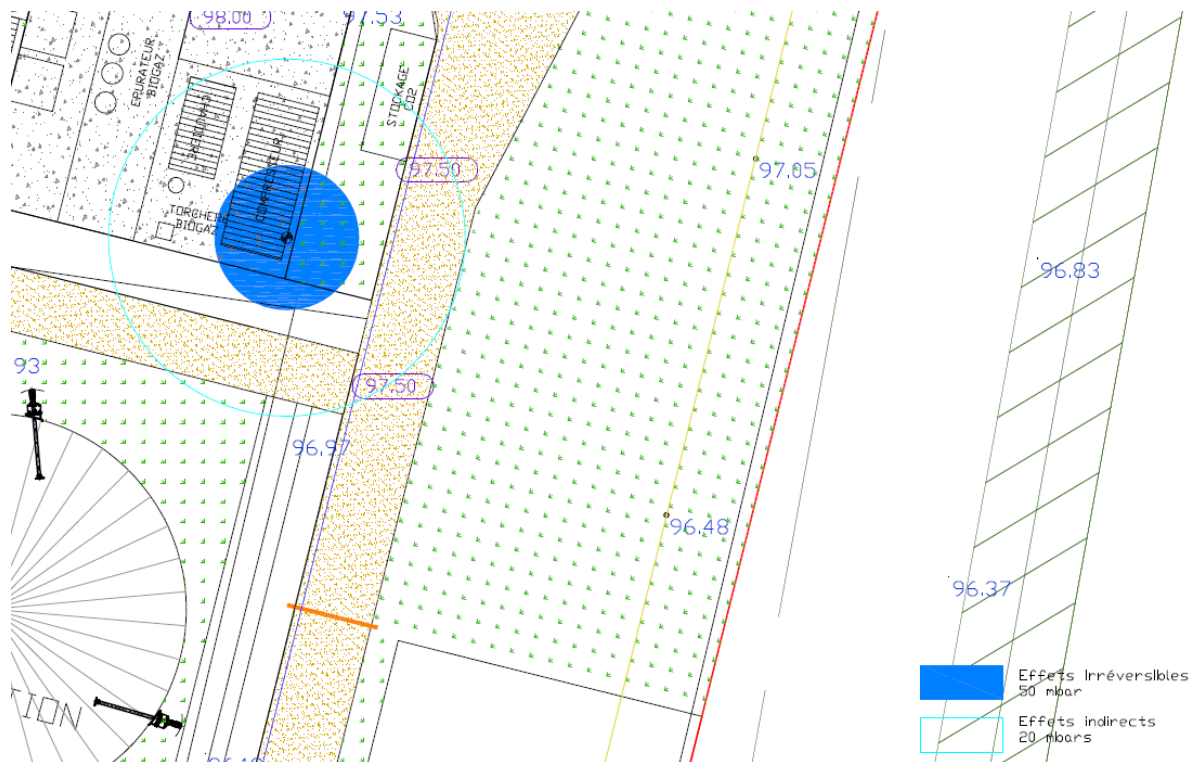 98.00
97.53
EPURATEUR
BIOGAZ
STOCKAGE
CO2
CHAUDIERE
COMPRESSEUR
97.50
97.05
TORCHERE
BIOGAZ
96.83
93
97.50
96.97
96.48
96.37
TION
Effets irréversibles
50 mbar
Effets indirects
20 mbars